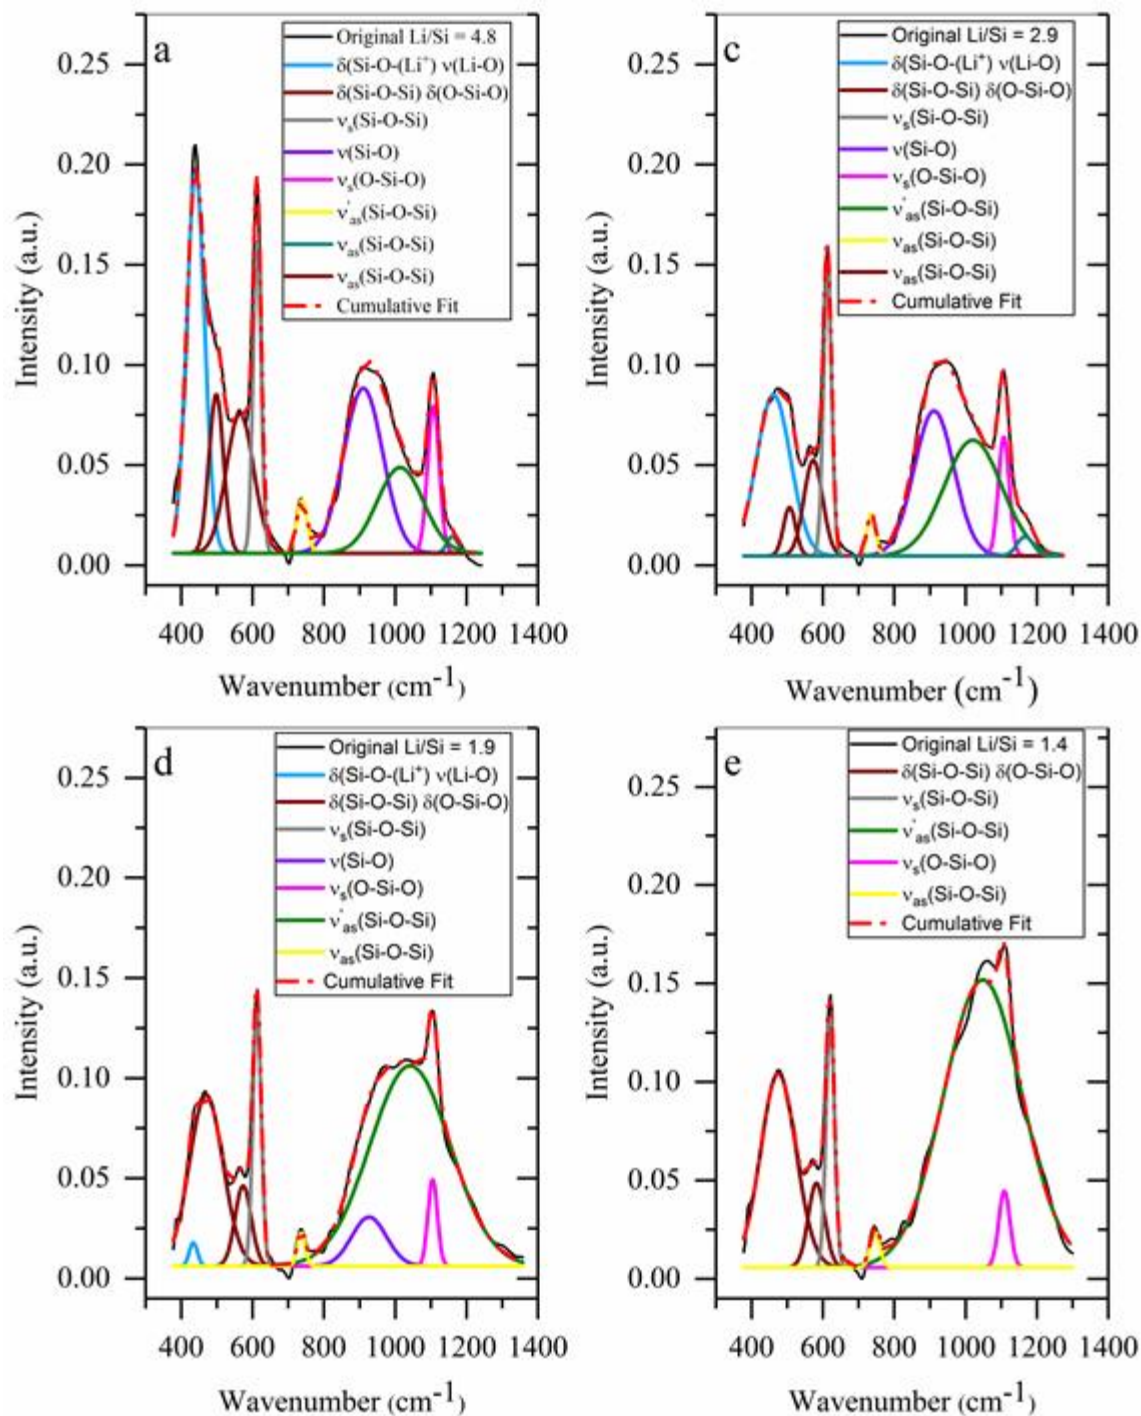 a
Original Li/Si = 4.8
δ(Si-O-(Li⁺) ν(Li-O)
δ(Si-O-Si) δ(O-Si-O)
νs(Si-O-Si)
ν(Si-O)
νs(O-Si-O)
ν'as(Si-O-Si)
νas(Si-O-Si)
νas(Si-O-Si)
Cumulative Fit
0.25
0.20
0.15
0.10
0.05
0.00
Intensity (a.u.)
400 600 800 1000 1200 1400
Wavenumber (cm⁻¹)
c
Original Li/Si = 2.9
δ(Si-O-(Li⁺) ν(Li-O)
δ(Si-O-Si) δ(O-Si-O)
νs(Si-O-Si)
ν(Si-O)
νs(O-Si-O)
ν'as(Si-O-Si)
νas(Si-O-Si)
νas(Si-O-Si)
Cumulative Fit
0.25
0.20
0.15
0.10
0.05
0.00
Intensity (a.u.)
400 600 800 1000 1200 1400
Wavenumber (cm⁻¹)
d
Original Li/Si = 1.9
δ(Si-O-(Li⁺) ν(Li-O)
δ(Si-O-Si) δ(O-Si-O)
νs(Si-O-Si)
ν(Si-O)
νs(O-Si-O)
ν'as(Si-O-Si)
νas(Si-O-Si)
Cumulative Fit
0.25
0.20
0.15
0.10
0.05
0.00
Intensity (a.u.)
400 600 800 1000 1200 1400
Wavenumber (cm⁻¹)
e
Original Li/Si = 1.4
δ(Si-O-Si) δ(O-Si-O)
νs(Si-O-Si)
ν'as(Si-O-Si)
νs(O-Si-O)
νas(Si-O-Si)
Cumulative Fit
0.25
0.20
0.15
0.10
0.05
0.00
Intensity (a.u.)
400 600 800 1000 1200 1400
Wavenumber (cm⁻¹)